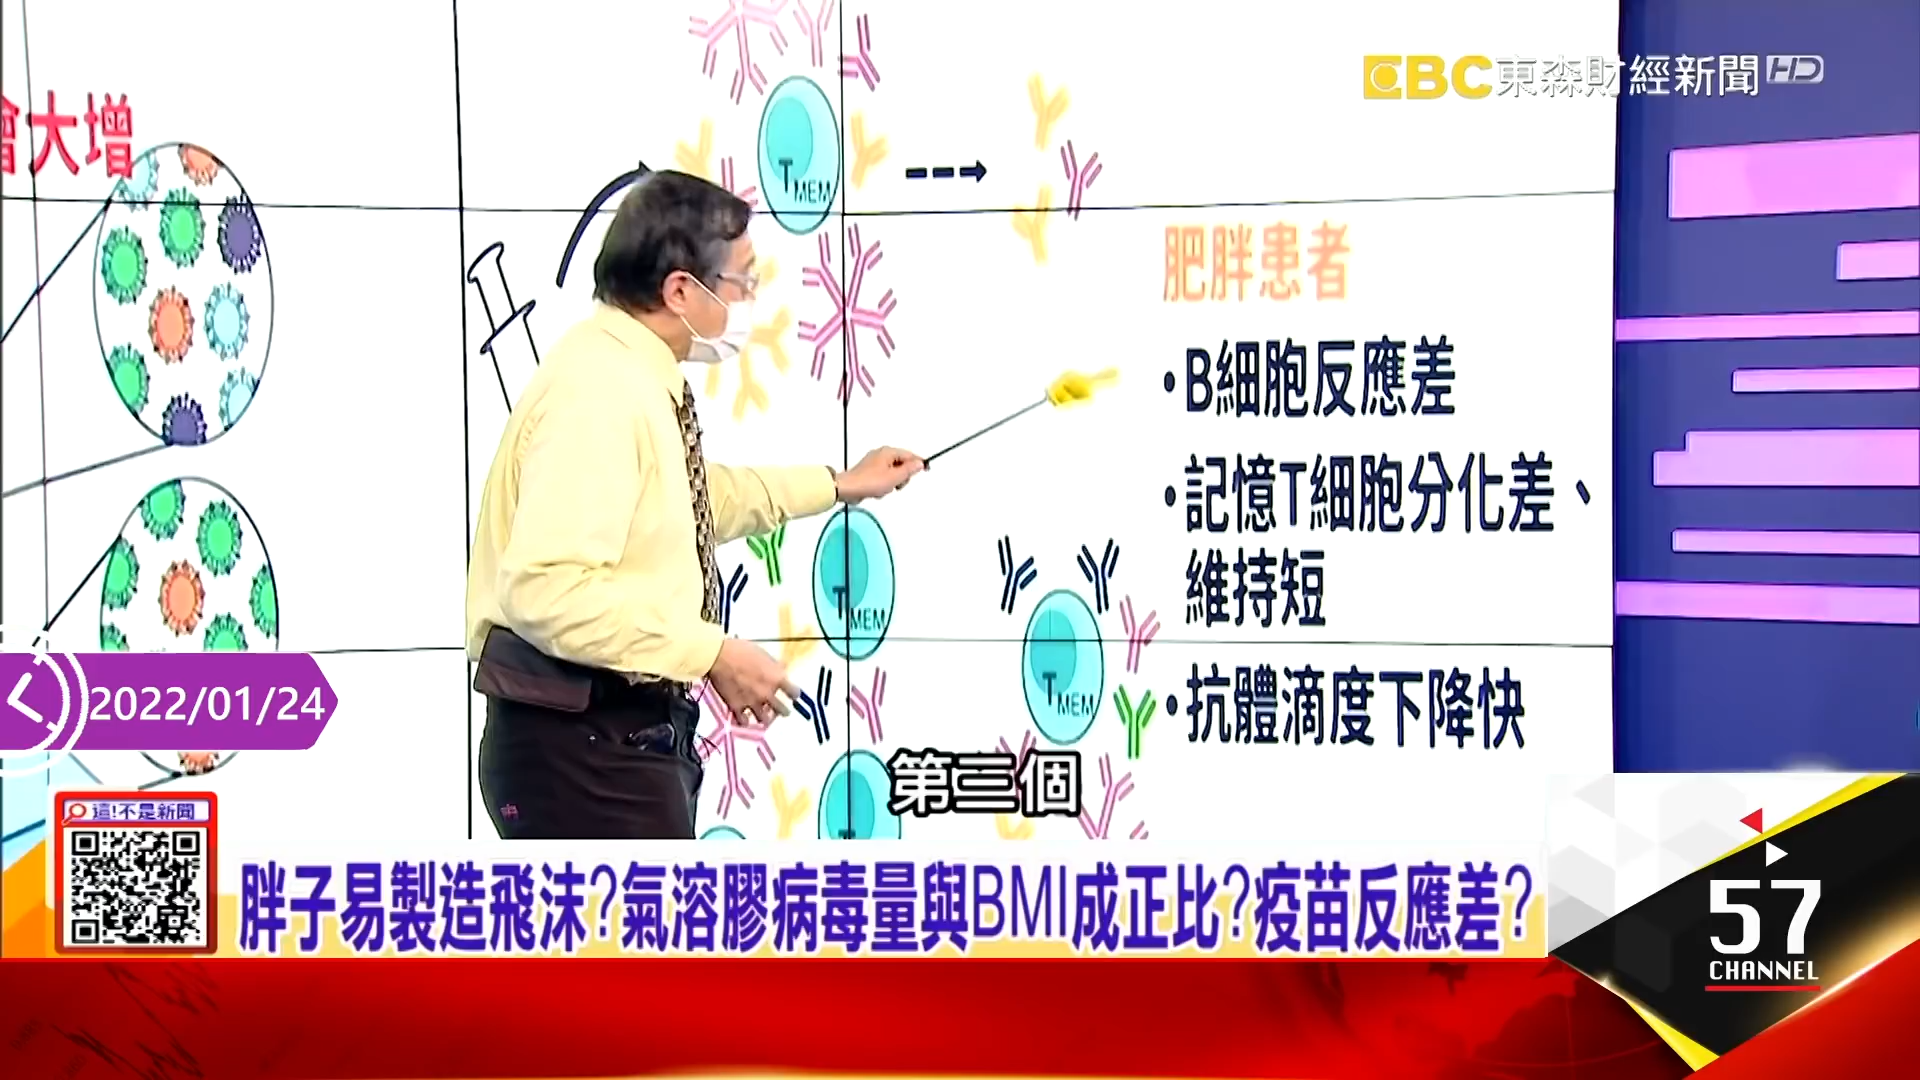 EBC東森財經新聞HD
會大增
TMEM
肥胖患者
•B細胞反應差
•記憶T細胞分化差、
維持短
TMEM
TMEM
•抗體滴度下降快
2022/01/24
第三個
這!不是新聞
胖子易製造飛沫?氣溶膠病毒量與BMI成正比?疫苗反應差?
57
CHANNEL